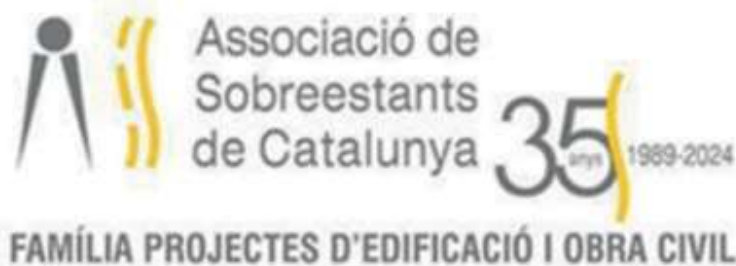 Associació de
Sobreestants
de Catalunya
35
anys
1989-2024
FAMÍLIA PROJECTES D'EDIFICACIÓ I OBRA CIVIL